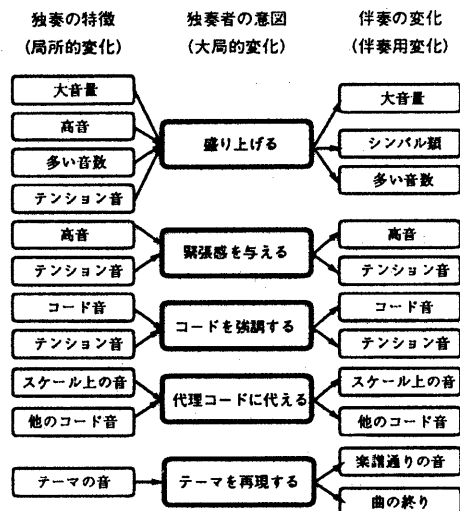 独奏の特徴 独奏者の意図 伴奏の変化
(局所的変化) (大局的変化) (伴奏用変化)
大音量
高音
多い音数
テンション音
盛り上げる
大音量
シンバル類
多い音数
高音
テンション音
緊張感を与える
高音
テンション音
コード音
テンション音
コードを強調する
コード音
テンション音
スケール上の音
他のコード音
代理コードに代える
スケール上の音
他のコード音
テーマの音
テーマを再現する
楽譜通りの音
曲の終り